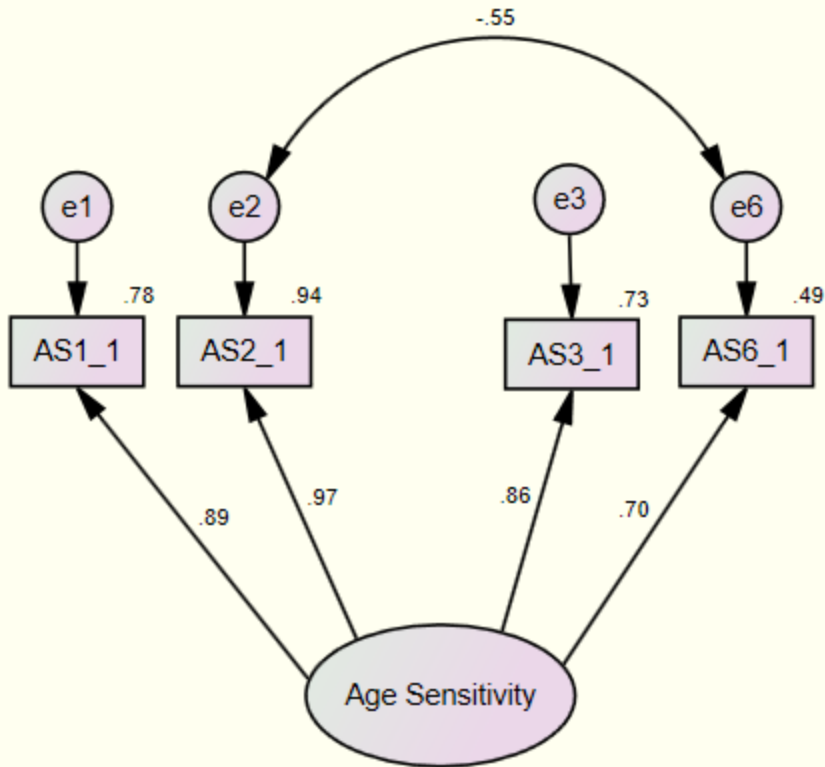 -.55
e1
e2
e3
e6
.78
.94
.73
.49
AS1_1
AS2_1
AS3_1
AS6_1
.89
.97
.86
.70
Age Sensitivity